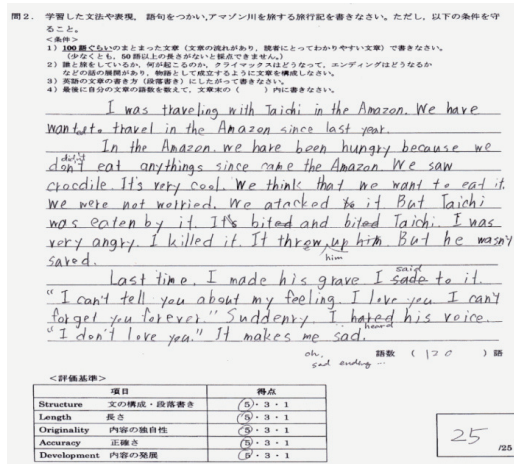 問２．学習した文法や表現，語句をつかい，アマゾン川を旅する旅行記を書きなさい。ただし，以下の条件を守ること。
＜条件＞
１）100語ぐらいのまとまった文章（文章の流れがあり，読者にとってわかりやすい文章）で書きなさい。
（少なくとも，50語以上の長さがないと採点できません。）
２）誰と旅をしているか，何が起こるのか，クライマックスはどうなって，エンディングはどうなるか
などの話の展開があり，物語として成立するように文章を構成しなさい。
３）英語の文章の書き方（段落書き）にしたがって書きなさい。
４）最後に自分の文章の語数を数えて，文章末の（　　）内に書きなさい。
I was traveling with Taichi in the Amazon. We have
wanted to travel in the Amazon since last year.
In the Amazon. we have been hungry because we
didn't
don't eat anythings since came the Amazon. We saw
crocdile. It's very cool. We think that we want to eat it.
We were not worried. We atacked to it. But Taichi
was eaten by it. It's bited and bited Taichi. I was
very angry. I killed it. It threw up him. But he wasn't
him
saved.
said
Last time, I made his grave I sade to it.
"I can't tell you about my feeling. I love you I can't
forget you forever." Suddenry, I hared his voice.
heard
"I don't love you." It makes me sad.
oh,
sad ending...
語数（120）語
＜評価基準＞
項目 得点
Structure 文の構成・段落書き 5・3・1
Length 長さ 5・3・1
Originality 内容の独自性 5・3・1
Accuracy 正確さ 5・3・1
Development 内容の発展 5・3・1
25 /25